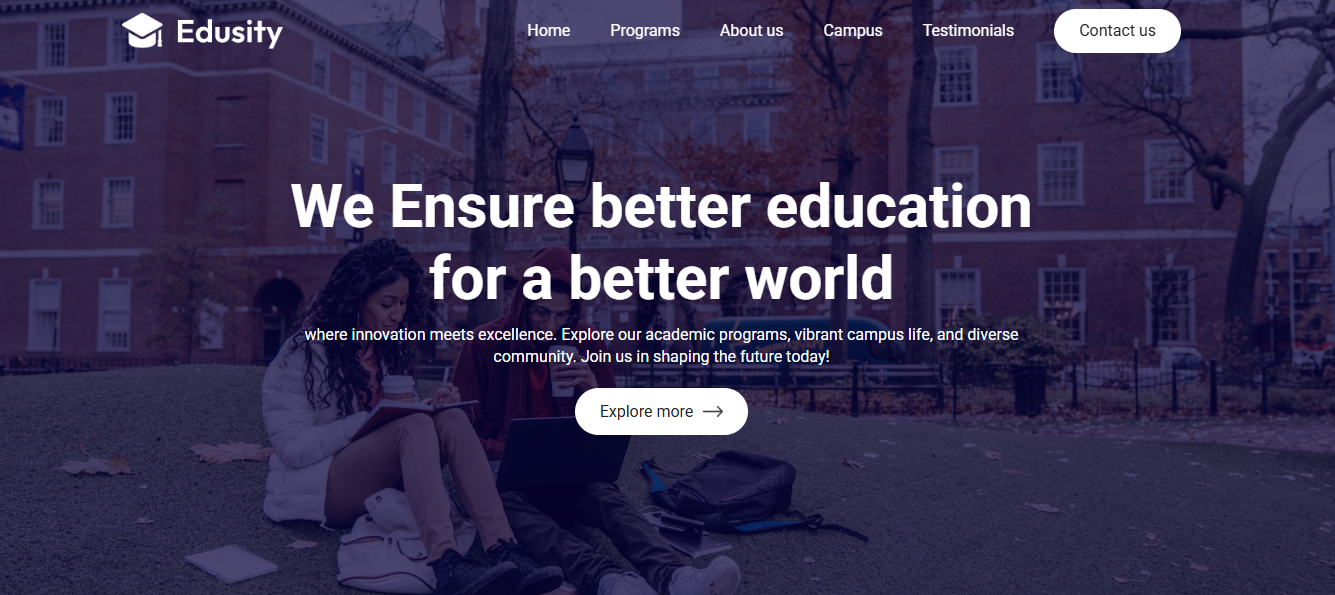 Edusity
Home Programs About us Campus Testimonials Contact us
We Ensure better education
for a better world
where innovation meets excellence. Explore our academic programs, vibrant campus life, and diverse
community. Join us in shaping the future today!
Explore more